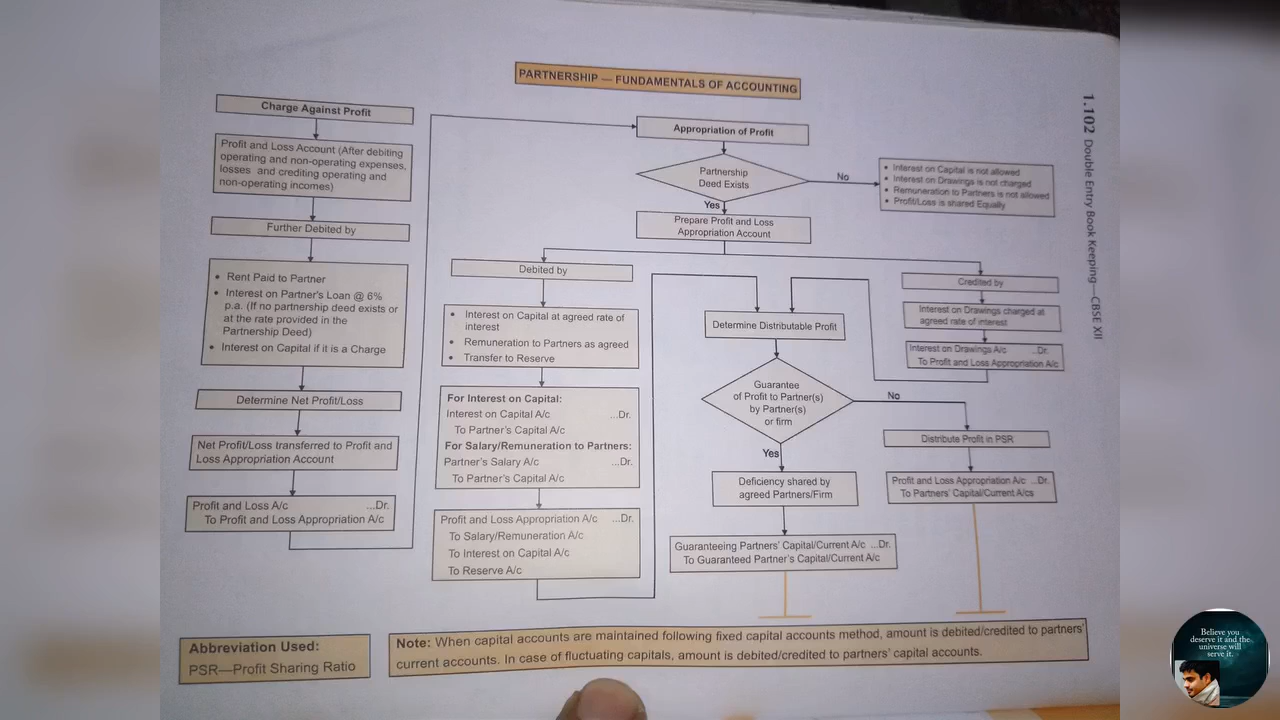 PARTNERSHIP — FUNDAMENTALS OF ACCOUNTING
1.102 Double Entry Book Keeping—CBSE XII
Charge Against Profit
Profit and Loss Account (After debiting
operating and non-operating expenses,
losses and crediting operating and
non-operating incomes)
Further Debited by
• Rent Paid to Partner
• Interest on Partner's Loan @ 6%
p.a. (If no partnership deed exists or
at the rate provided in the
Partnership Deed)
• Interest on Capital if it is a Charge
Determine Net Profit/Loss
Net Profit/Loss transferred to Profit and
Loss Appropriation Account
Profit and Loss A/c ...Dr.
To Profit and Loss Appropriation A/c
Appropriation of Profit
Partnership
Deed Exists
No
• Interest on Capital is not allowed
• Interest on Drawings is not charged
• Remuneration to Partners is not allowed
• Profit/Loss is shared Equally
Yes
Prepare Profit and Loss
Appropriation Account
Debited by
• Interest on Capital at agreed rate of
interest
• Remuneration to Partners as agreed
• Transfer to Reserve
For Interest on Capital:
Interest on Capital A/c ...Dr.
To Partner's Capital A/c
For Salary/Remuneration to Partners:
Partner's Salary A/c ...Dr.
To Partner's Capital A/c
Profit and Loss Appropriation A/c ...Dr.
To Salary/Remuneration A/c
To Interest on Capital A/c
To Reserve A/c
Credited by
Interest on Drawings charged at
agreed rate of interest
Interest on Drawings A/c ...Dr.
To Profit and Loss Appropriation A/c
Determine Distributable Profit
Guarantee
of Profit to Partner(s)
by Partner(s)
or firm
No
Distribute Profit in PSR
Profit and Loss Appropriation A/c ...Dr.
To Partners' Capital/Current A/cs
Yes
Deficiency shared by
agreed Partners/Firm
Guaranteeing Partners' Capital/Current A/c ...Dr.
To Guaranteed Partner's Capital/Current A/c
Abbreviation Used:
PSR—Profit Sharing Ratio
Note: When capital accounts are maintained following fixed capital accounts method, amount is debited/credited to partners'
current accounts. In case of fluctuating capitals, amount is debited/credited to partners' capital accounts.
Believe you
deserve it and the
universe will
serve it.